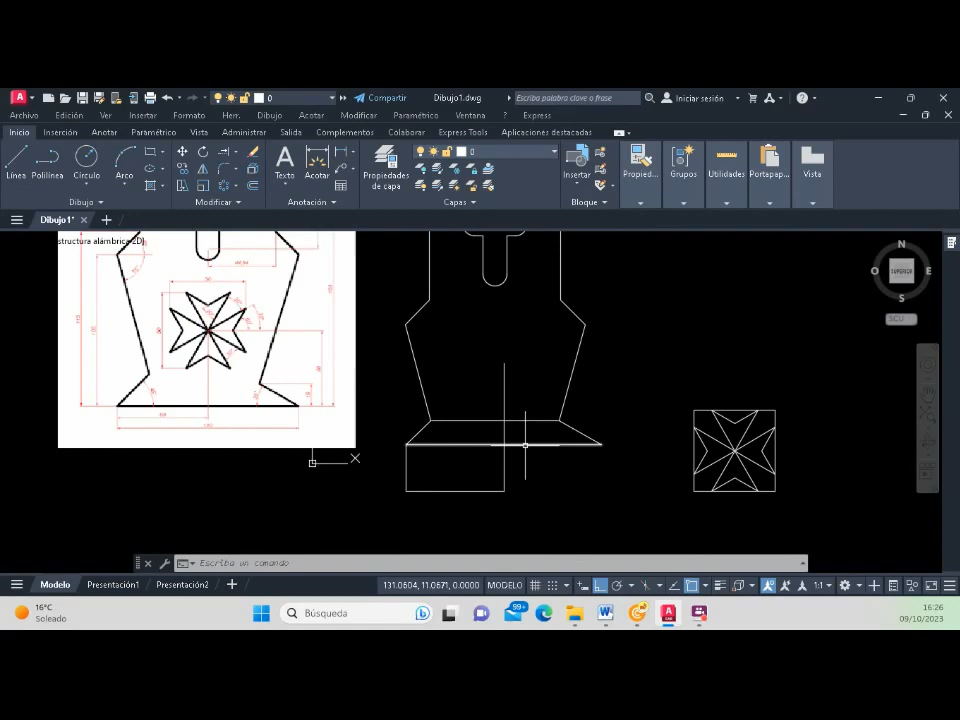 Compartir
Dibujo1.dwg
Escriba palabra clave o frase
Iniciar sesión
Archivo Edición Ver Insertar Formato Herr. Dibujo Acotar Modificar Paramétrico Ventana ? Express
Inicio Inserción Anotar Paramétrico Vista Administrar Salida Complementos Colaborar Express Tools Aplicaciones destacadas
Línea Polilínea Círculo Arco
Texto Acotar
Propiedades
de capa
0
Insertar
Propied...
Grupos
Utilidades
Portapap...
Vista
Dibujo Modificar Anotación Capas Bloque
Dibujo1*
structura alámbrica 2D]
N
O SUPERIOR E
S
SCU
Escriba un comando
Modelo Presentación1 Presentación2
131.0604, 11.0671, 0.0000 MODELO
1:1
16°C
Soleado
Búsqueda
99+
16:26
09/10/2023